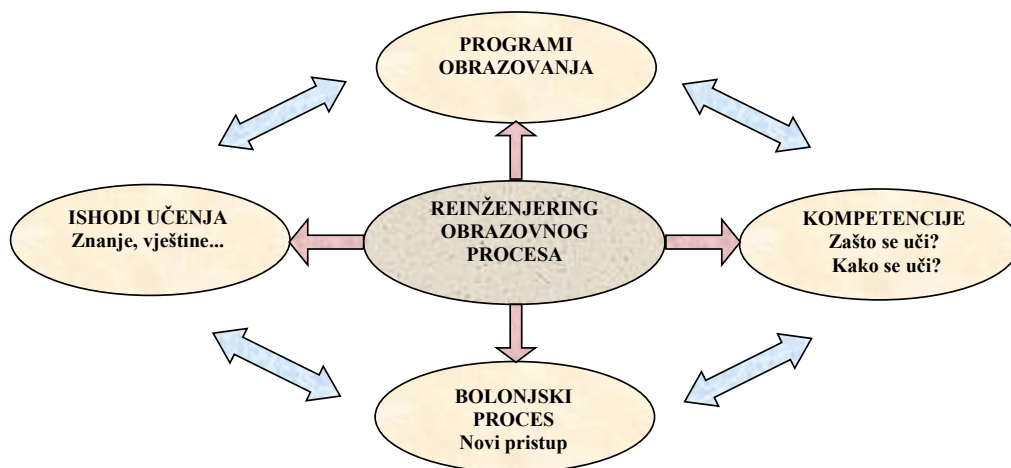 PROGRAMI
OBRAZOVANJA
ISHODI UČENJA
Znanje, vještine...
REINŽENJERING
OBRAZOVNOG
PROCESA
KOMPETENCIJE
Zašto se uči?
Kako se uči?
BOLONJSKI
PROCES
Novi pristup